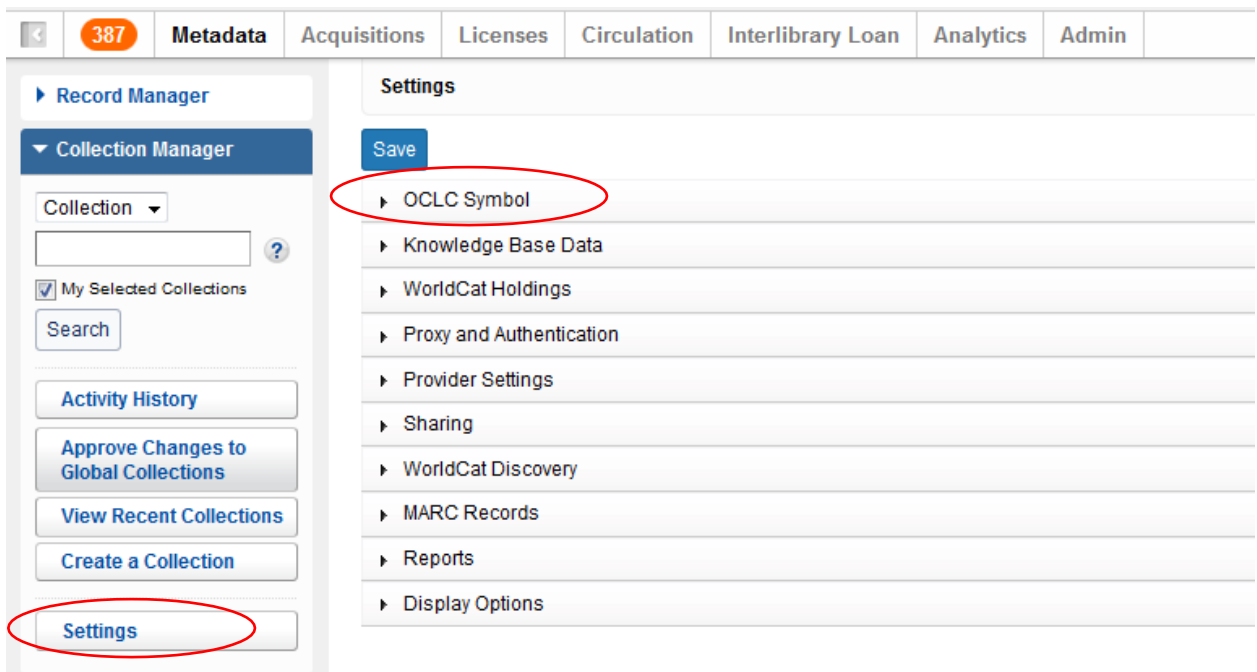 387 Metadata Acquisitions Licenses Circulation Interlibrary Loan Analytics Admin
Record Manager
Collection Manager
Collection
?
My Selected Collections
Search
Activity History
Approve Changes to
Global Collections
View Recent Collections
Create a Collection
Settings
Settings
Save
OCLC Symbol
Knowledge Base Data
WorldCat Holdings
Proxy and Authentication
Provider Settings
Sharing
WorldCat Discovery
MARC Records
Reports
Display Options